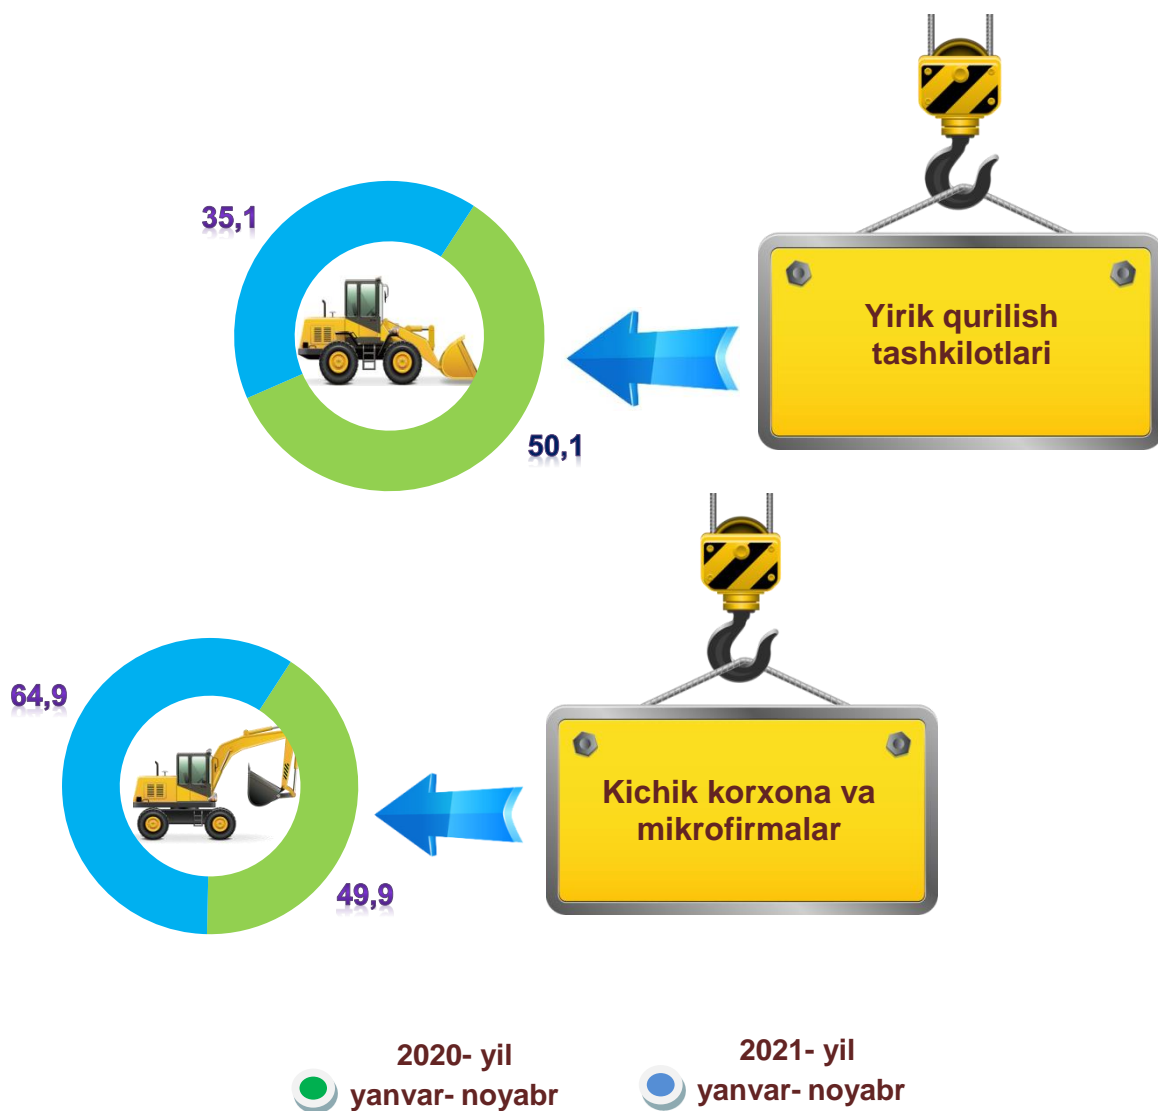 35,1
Yirik qurilish
tashkilotlari
50,1
64,9
Kichik korxona va
mikrofirmalar
49,9
2020- yil
yanvar- noyabr
2021- yil
yanvar- noyabr